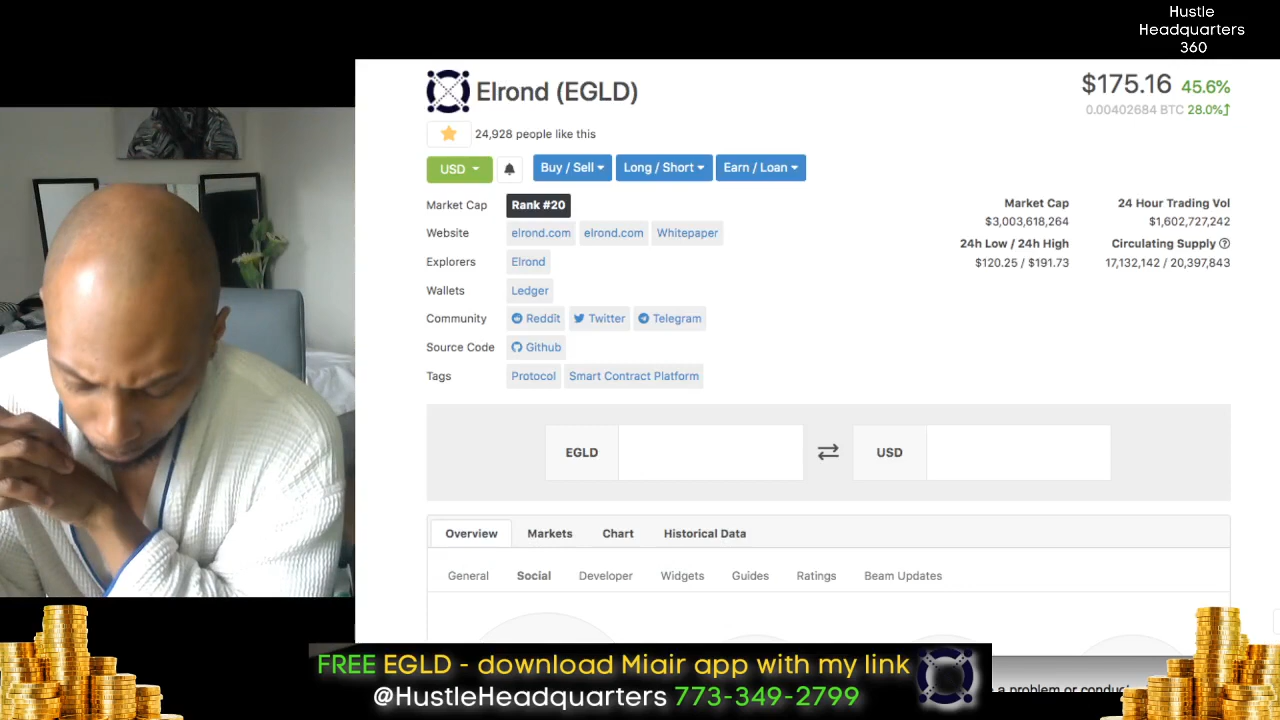 Hustle
Headquarters
360
Elrond (EGLD)
$175.16 45.6%
0.00402684 BTC 28.0%
24,928 people like this
USD
Buy / Sell
Long / Short
Earn / Loan
Market Cap Rank #20
Website elrond.com elrond.com Whitepaper
Explorers Elrond
Wallets Ledger
Community Reddit Twitter Telegram
Source Code Github
Tags Protocol Smart Contract Platform
Market Cap
$3,003,618,264
24 Hour Trading Vol
$1,602,727,242
24h Low / 24h High
$120.25 / $191.73
Circulating Supply
17,132,142 / 20,397,843
EGLD
USD
Overview Markets Chart Historical Data
General Social Developer Widgets Guides Ratings Beam Updates
FREE EGLD - download Miair app with my link
@HustleHeadquarters 773-349-2799
a problem or